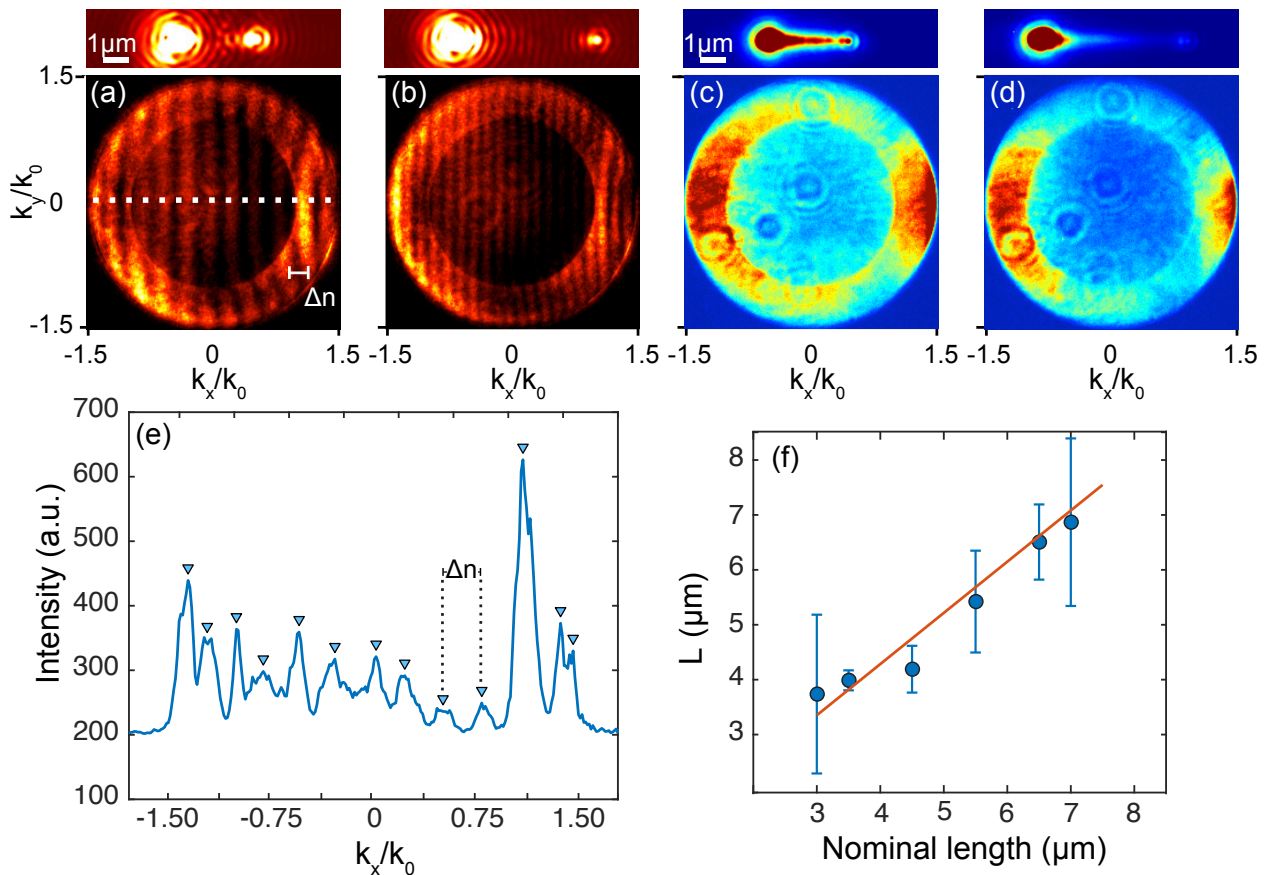 1μm
1μm
(a)
(b)
(c)
(d)
1.5
0
-1.5
k_y/k_0
Δn
-1.5 0 1.5
-1.5 0 1.5
-1.5 0 1.5
-1.5 0 1.5
k_x/k_0
k_x/k_0
k_x/k_0
k_x/k_0
(e)
700
600
500
400
300
200
100
Intensity (a.u.)
Δn
-1.50 -0.75 0 0.75 1.50
k_x/k_0
(f)
8
7
6
5
4
3
L (μm)
3 4 5 6 7 8
Nominal length (μm)